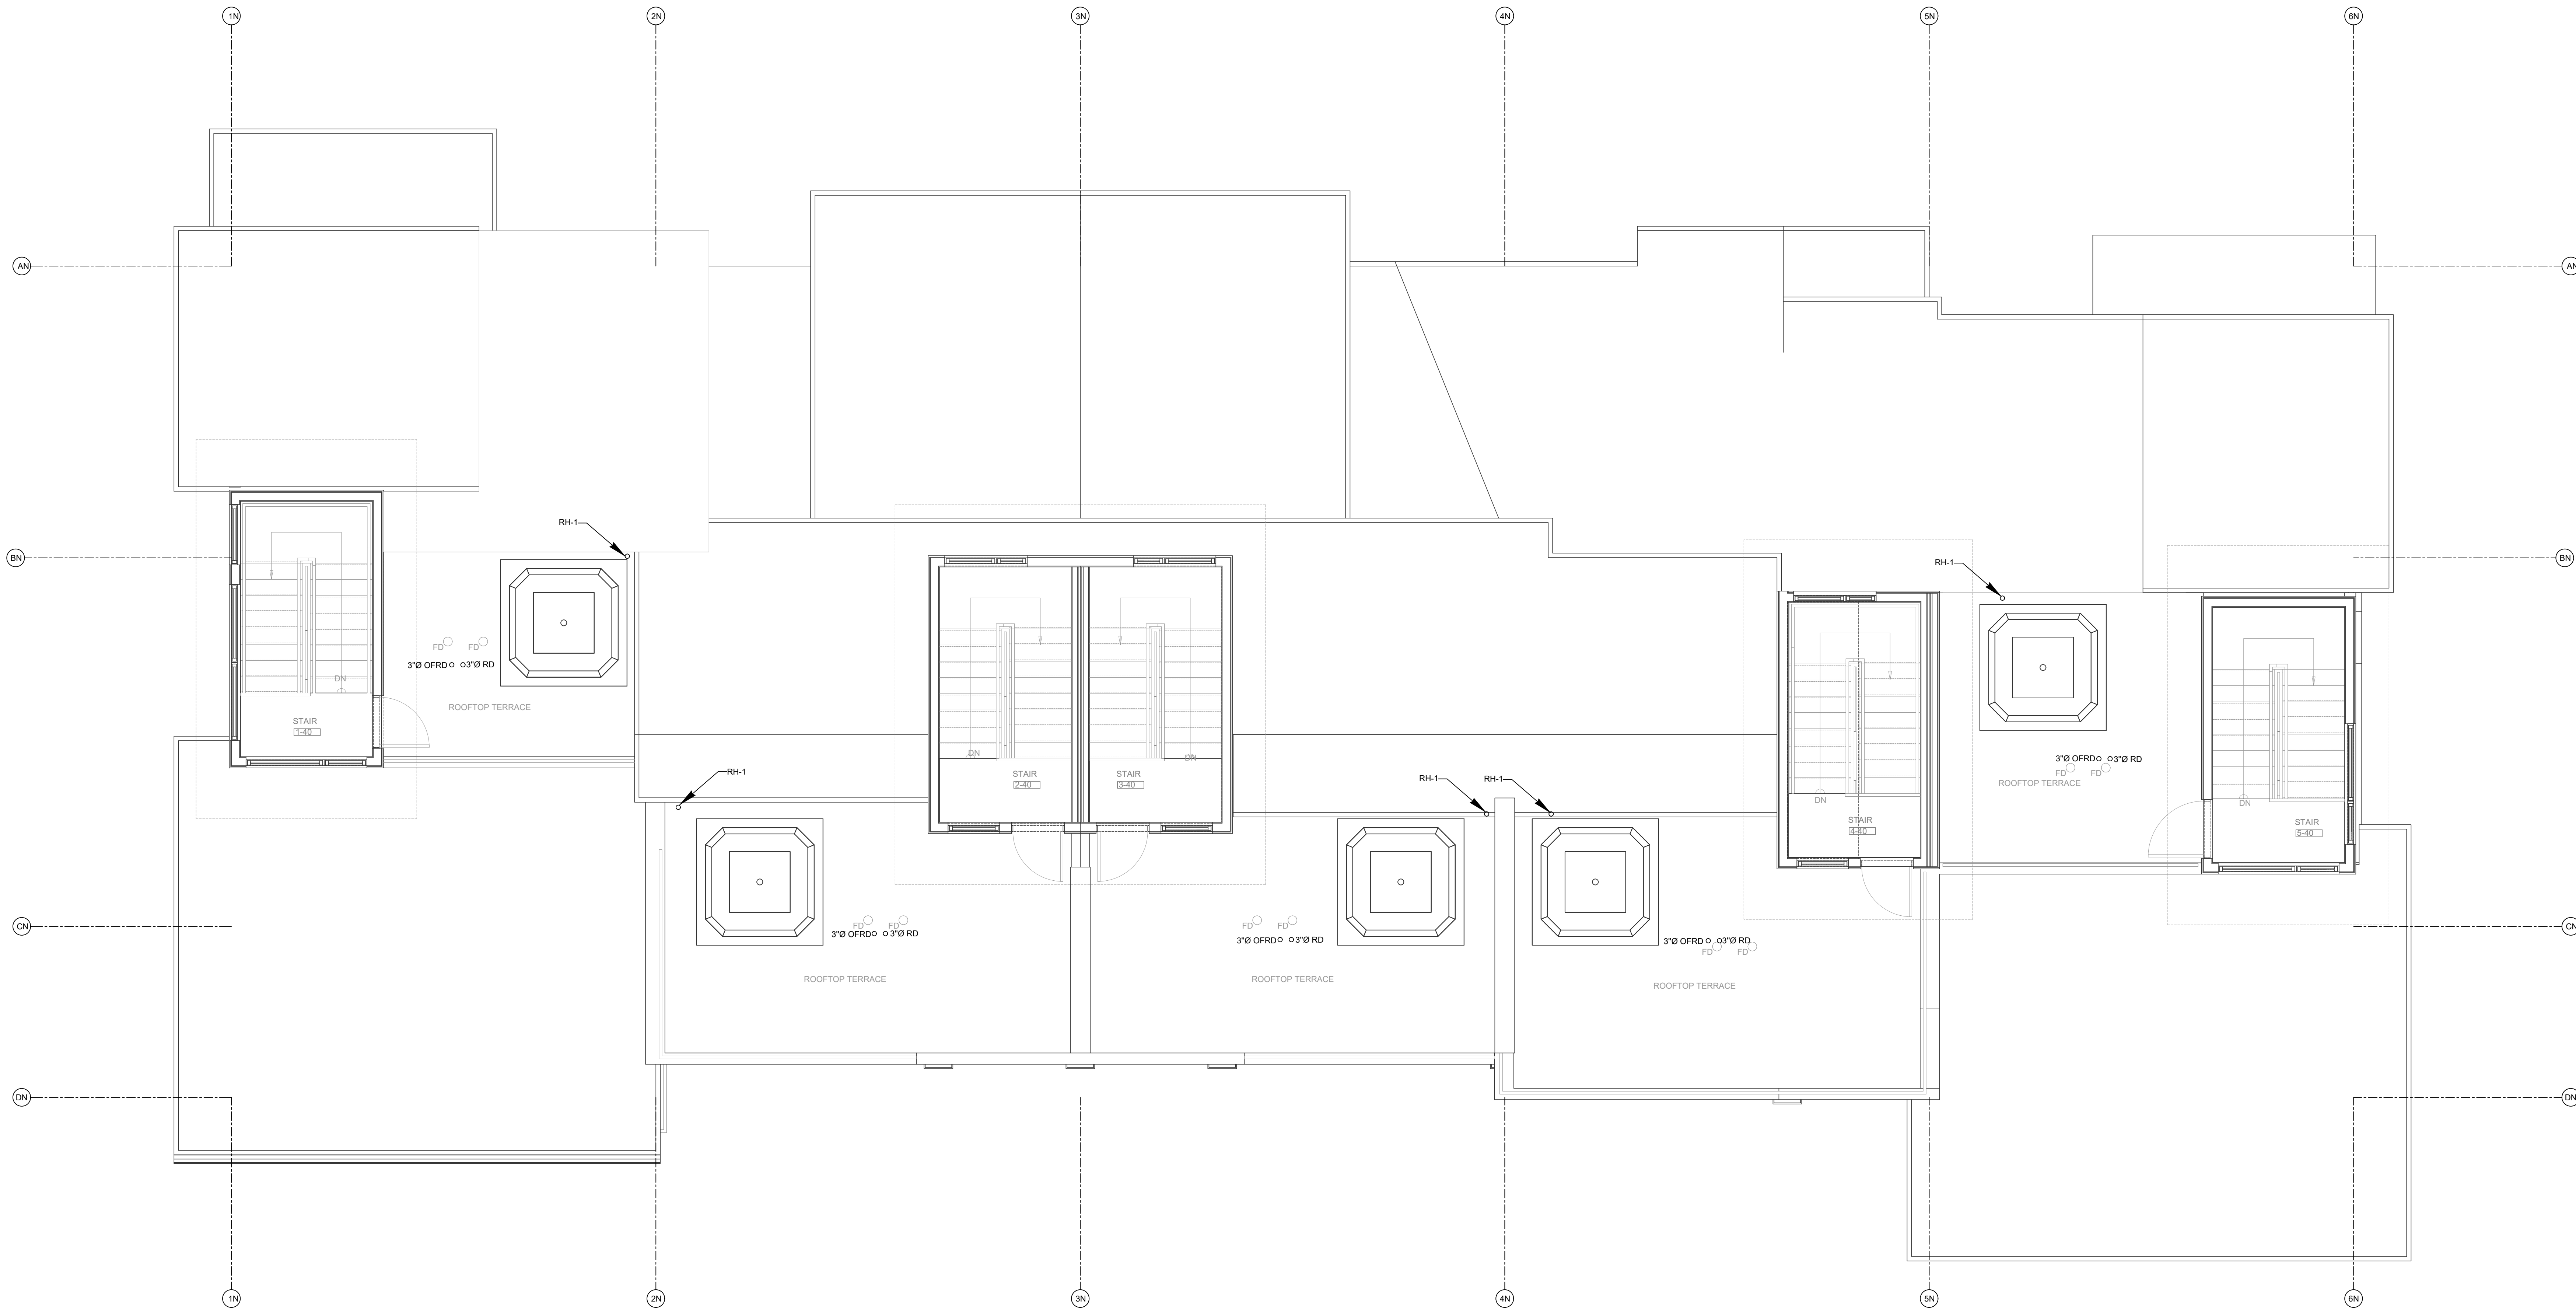 1N
2N
3N
4N
5N
6N
AN
AN
BN
BN
RH-1
RH-1
FD
FD
3"Ø OFRD
3"Ø RD
DN
ROOFTOP TERRACE
STAIR
1-40
DN
DN
STAIR
2-40
STAIR
3-40
RH-1
RH-1
RH-1
DN
STAIR
4-40
3"Ø OFRD
3"Ø RD
FD
FD
ROOFTOP TERRACE
DN
STAIR
5-40
CN
CN
FD
FD
3"Ø OFRD
3"Ø RD
ROOFTOP TERRACE
FD
FD
3"Ø OFRD
3"Ø RD
ROOFTOP TERRACE
3"Ø OFRD
3"Ø RD
FD
FD
ROOFTOP TERRACE
DN
DN
1N
2N
3N
4N
5N
6N